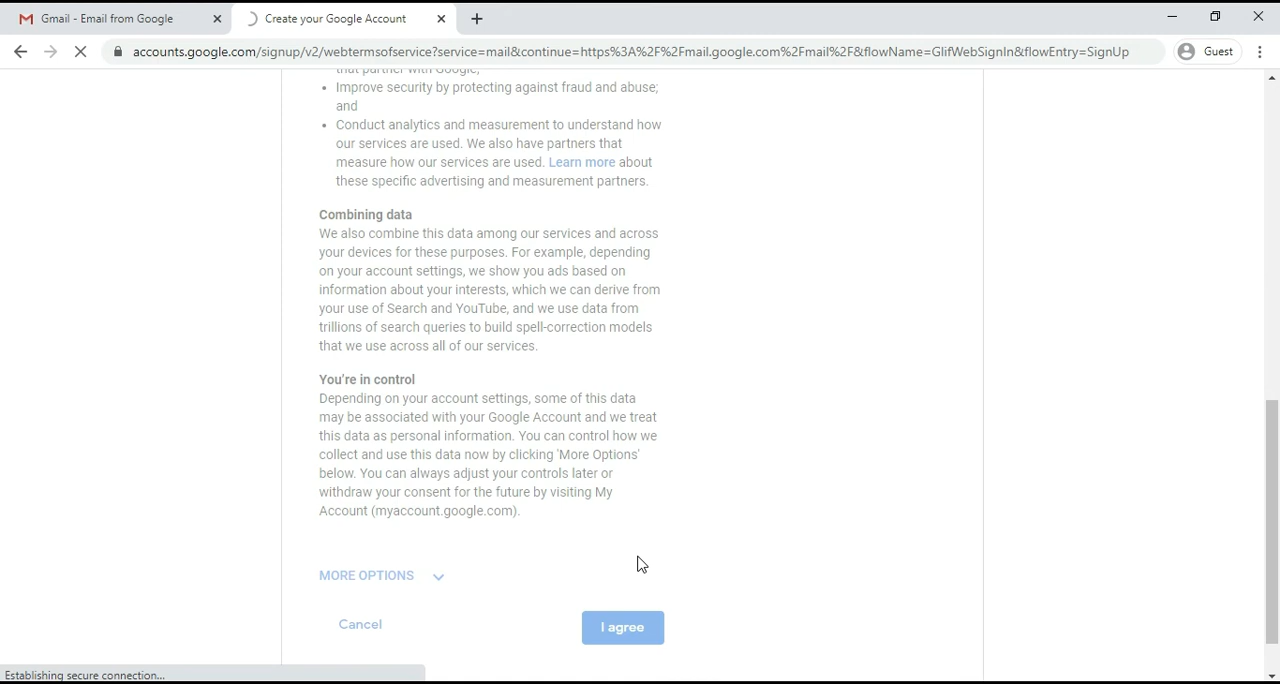 Gmail - Email from Google
Create your Google Account
accounts.google.com/signup/v2/webtermsofservice?service=mail&continue=https%3A%2F%2Fmail.google.com%2Fmail%2F&flowName=GlifWebSignIn&flowEntry=SignUp
Guest
that partner with Google;
• Improve security by protecting against fraud and abuse;
and
• Conduct analytics and measurement to understand how
our services are used. We also have partners that
measure how our services are used. Learn more about
these specific advertising and measurement partners.
Combining data
We also combine this data among our services and across
your devices for these purposes. For example, depending
on your account settings, we show you ads based on
information about your interests, which we can derive from
your use of Search and YouTube, and we use data from
trillions of search queries to build spell-correction models
that we use across all of our services.
You're in control
Depending on your account settings, some of this data
may be associated with your Google Account and we treat
this data as personal information. You can control how we
collect and use this data now by clicking 'More Options'
below. You can always adjust your controls later or
withdraw your consent for the future by visiting My
Account (myaccount.google.com).
MORE OPTIONS
Cancel
I agree
Establishing secure connection...